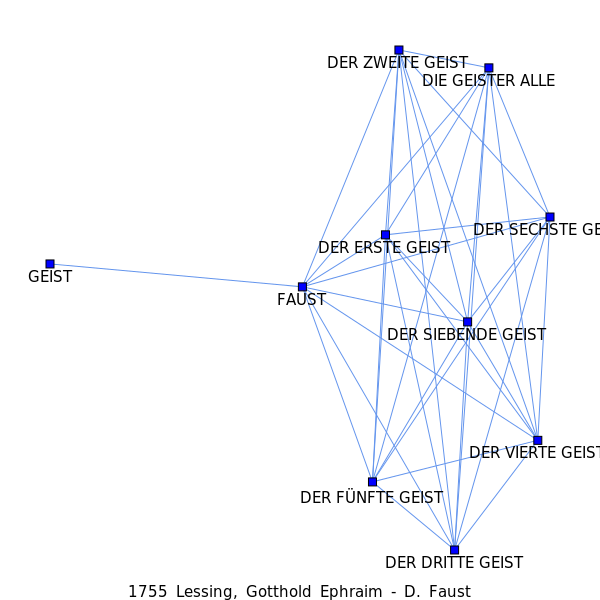 DER ZWEITE GEIST
DIE GEISTER ALLE
DER SECHSTE GE
DER ERSTE GEIST
GEIST
FAUST
DER SIEBENDE GEIST
DER VIERTE GEIST
DER FÜNFTE GEIST
DER DRITTE GEIST
1755 Lessing, Gotthold Ephraim - D. Faust